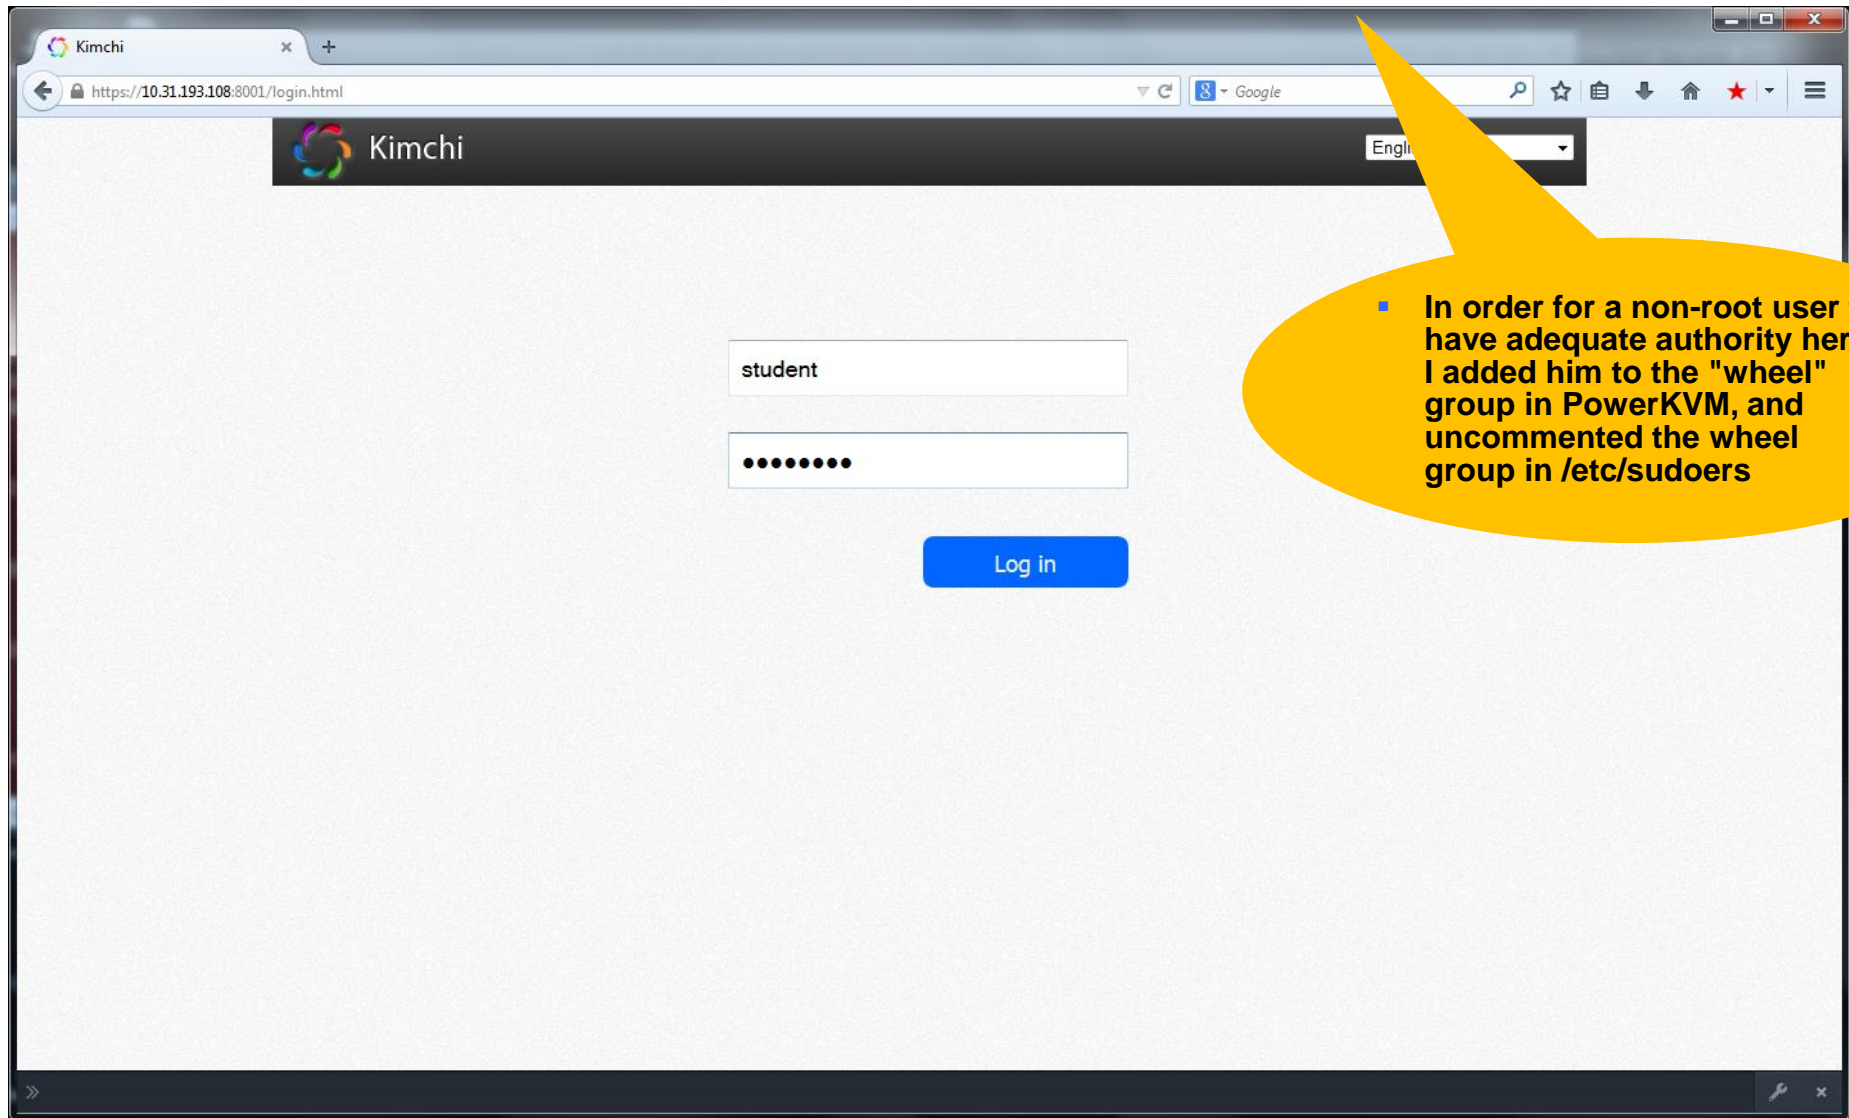 Kimchi
https://10.31.193.108:8001/login.html
Google
Kimchi
student
Log in
In order for a non-root user
have adequate authority
I added him to the "wheel"
group in PowerKVM, and
uncommented the wheel
group in /etc/sudoers